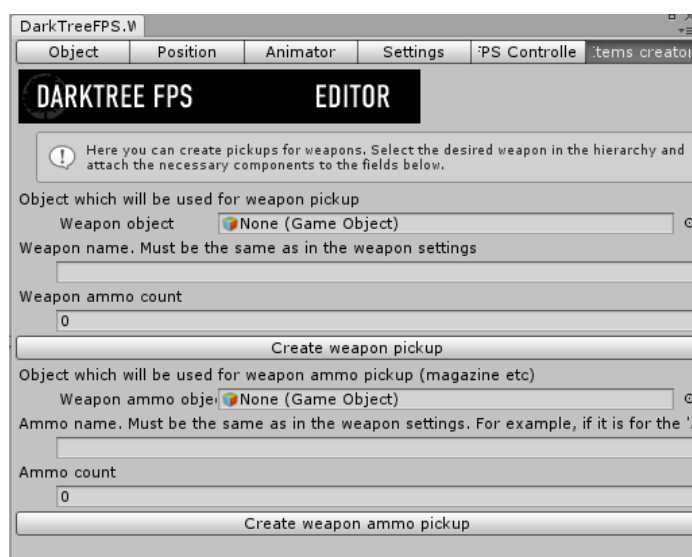 DarkTreeFPS.W
Object Position Animator Settings FPS Controlle Items creator
DARKTREE FPS EDITOR
Here you can create pickups for weapons. Select the desired weapon in the hierarchy and
attach the necessary components to the fields below.
Object which will be used for weapon pickup
Weapon object None (Game Object)
Weapon name. Must be the same as in the weapon settings
Weapon ammo count
0
Create weapon pickup
Object which will be used for weapon ammo pickup (magazine etc)
Weapon ammo obje None (Game Object)
Ammo name. Must be the same as in the weapon settings. For example, if it is for the '
Ammo count
0
Create weapon ammo pickup